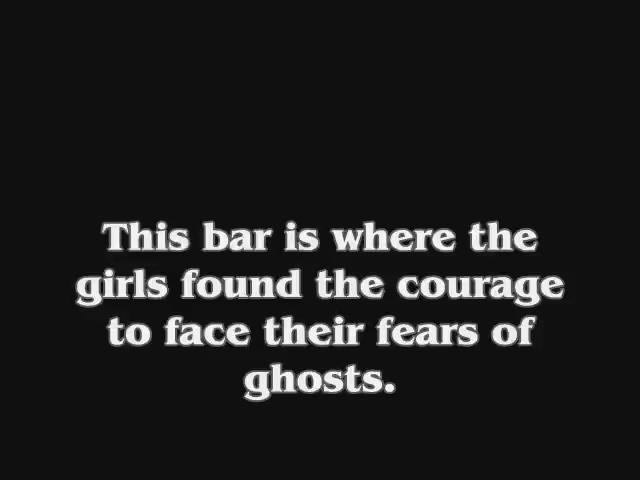 This bar is where the
girls found the courage
to face their fears of
ghosts.